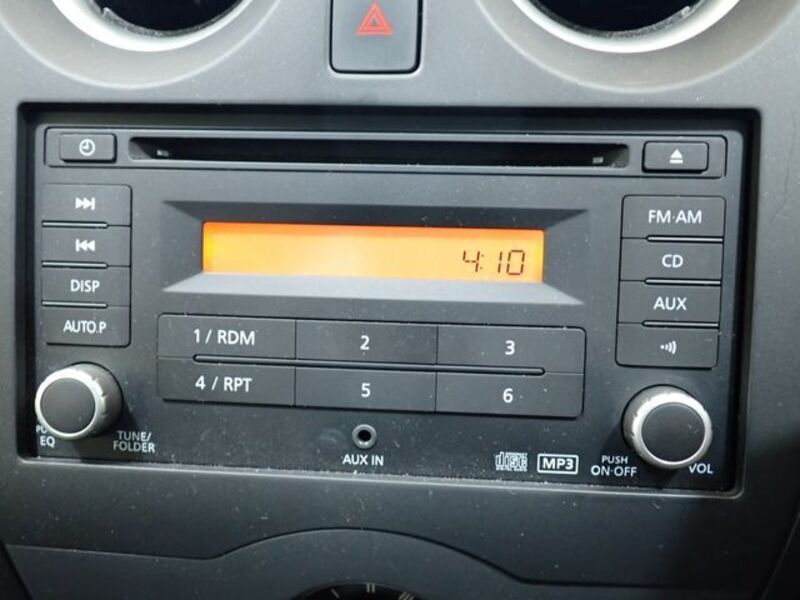 4:10
FM·AM
CD
DISP
AUX
AUTO.P
1 / RDM
2
3
4 / RPT
5
6
EQ
TUNE/
FOLDER
AUX IN
disc
MP3
PUSH
ON·OFF
VOL